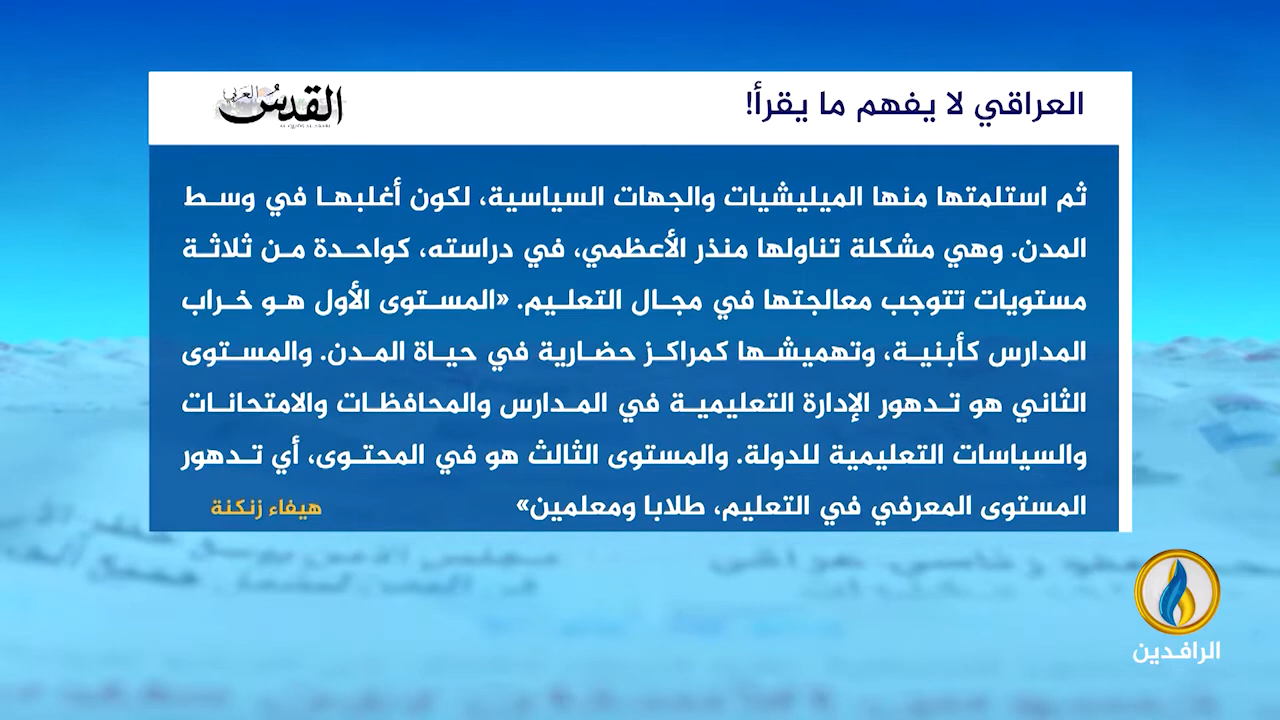 العراقي لا يفهم ما يقرأ!
القدس العربي
ثم استلمتها منها الميليشيات والجهات السياسية، لكون أغلبها في وسط
المدن. وهي مشكلة تناولها منذر الأعظمي، في دراسته، كواحدة من ثلاثة
مستويات تتوجب معالجتها في مجال التعليم. «المستوى الأول هو خراب
المدارس كأبنية، وتهميشها كمراكز حضارية في حياة المدن. والمستوى
الثاني هو تدهور الإدارة التعليمية في المدارس والمحافظات والامتحانات
والسياسات التعليمية للدولة. والمستوى الثالث هو في المحتوى، أي تدهور
المستوى المعرفي في التعليم، طلابا ومعلمين»
هيفاء زنكنة
الرافدين